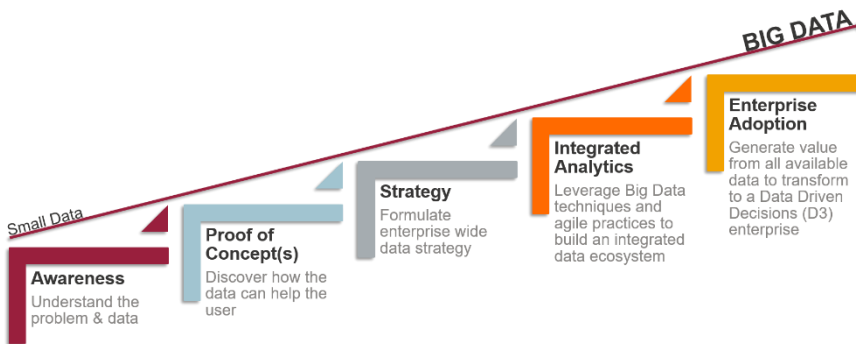 BIG DATA
Small Data
Awareness
Understand the
problem & data
Proof of
Concept(s)
Discover how the
data can help the
user
Strategy
Formulate
enterprise wide
data strategy
Integrated
Analytics
Leverage Big Data
techniques and
agile practices to
build an integrated
data ecosystem
Enterprise
Adoption
Generate value
from all available
data to transform
to a Data Driven
Decisions (D3)
enterprise